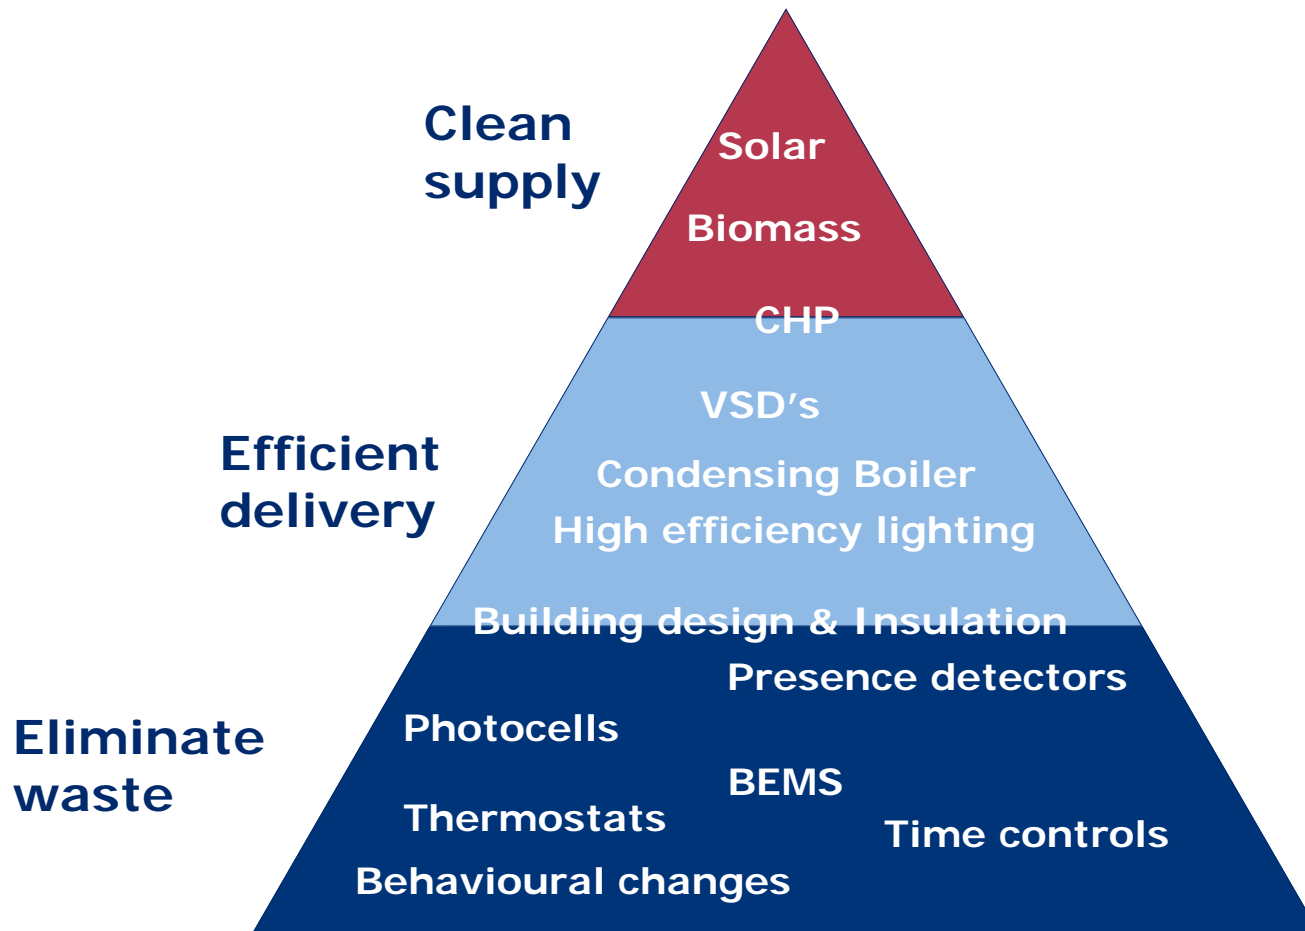 Clean
supply
Solar
Biomass
CHP
VSD’s
Efficient
delivery
Condensing Boiler
High efficiency lighting
Building design & Insulation
Presence detectors
Eliminate
waste
Photocells
BEMS
Thermostats
Time controls
Behavioural changes